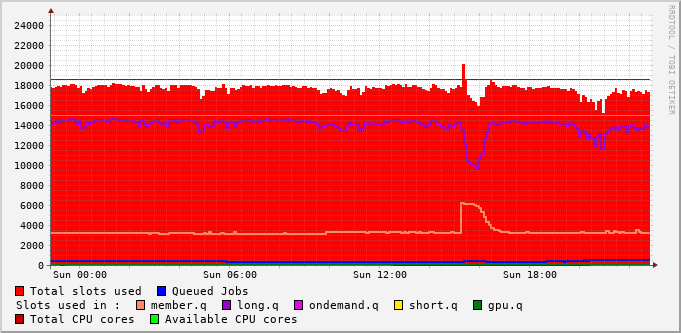 RRDTOOL / TOBI OETIKER
24000
22000
20000
18000
16000
14000
12000
10000
8000
6000
4000
2000
0
Sun 00:00 Sun 06:00 Sun 12:00 Sun 18:00
Total slots used Queued Jobs
Slots used in : member.q long.q ondemand.q short.q gpu.q
Total CPU cores Available CPU cores